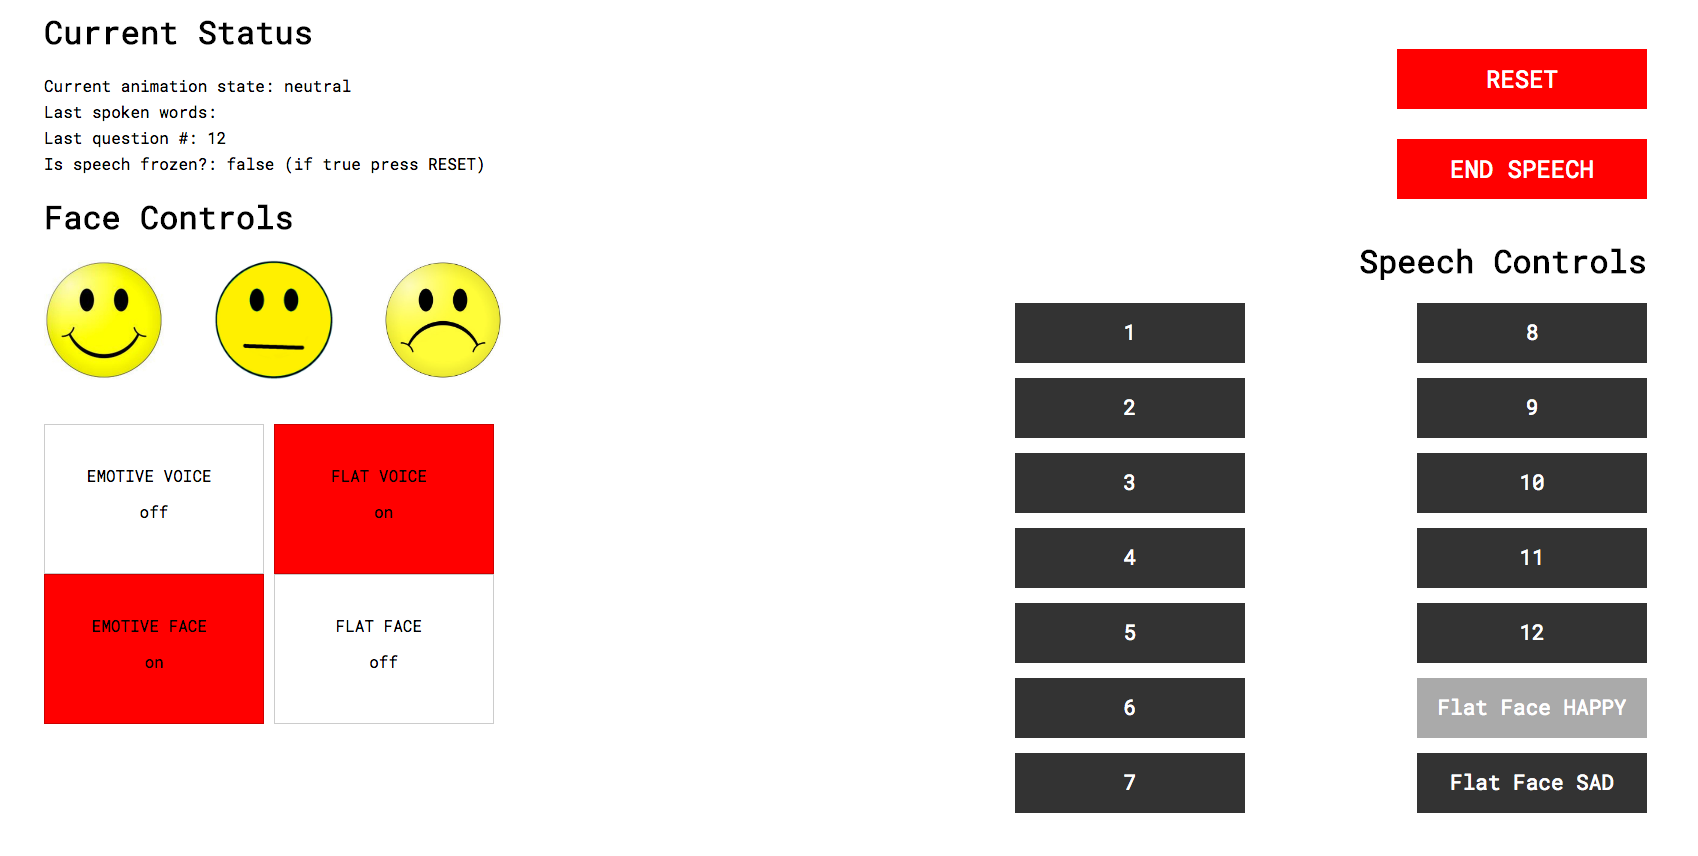 Current Status
Current animation state: neutral
Last spoken words:
Last question #: 12
Is speech frozen?: false (if true press RESET)
Face Controls
EMOTIVE VOICE
off
FLAT VOICE
on
EMOTIVE FACE
on
FLAT FACE
off
RESET
END SPEECH
Speech Controls
1
2
3
4
5
6
7
8
9
10
11
12
Flat Face HAPPY
Flat Face SAD